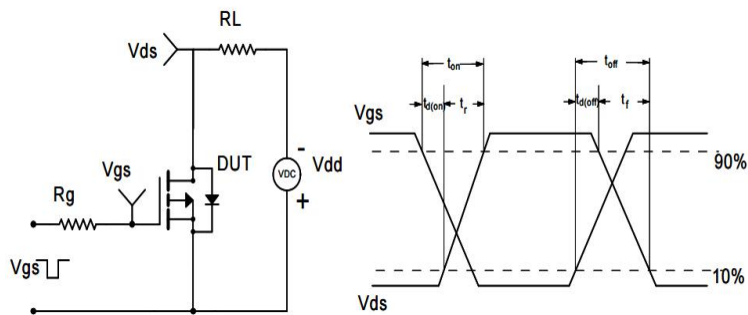 RL
Vds
Vgs
DUT
-
VDC
Vdd
+
Rg
Vgs
ton
toff
td(on)
tr
td(off)
tf
Vgs
90%
10%
Vds